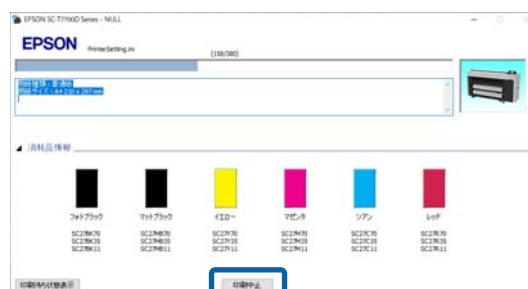 EPSON SC-T7700D Series - NULL
EPSON
PrinterSetting.ini
(158/380)
用紙種類 : 普通紙
用紙サイズ : A4 210 x 297mm
消耗品情報
フォトブラック マットブラック イエロー マゼンタ シアン レッド
SC27BK70 SC27MB70 SC27Y70 SC27M70 SC27C70 SC27R70
SC27BK35 SC27MB35 SC27Y35 SC27M35 SC27C35 SC27R35
SC27BK11 SC27MB11 SC27Y11 SC27M11 SC27C11 SC27R11
印刷待ち状態表示 印刷中止